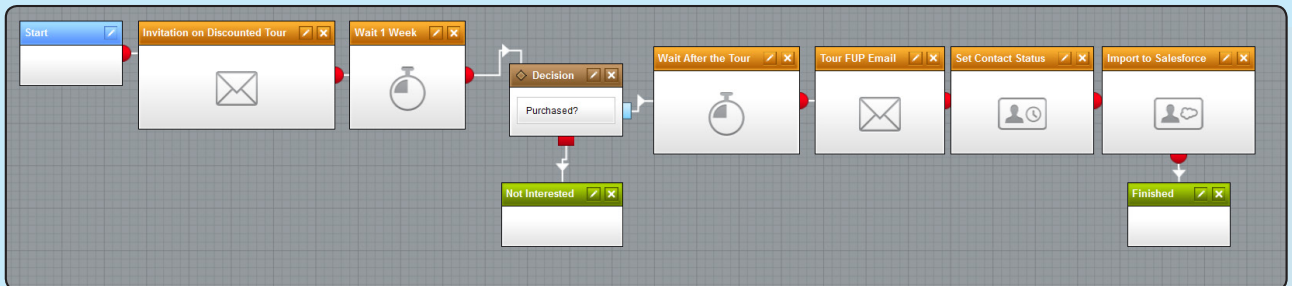 Start
Invitation on Discounted Tour
Wait 1 Week
Decision
Purchased?
Not Interested
Wait After the Tour
Tour FUP Email
Set Contact Status
Import to Salesforce
Finished